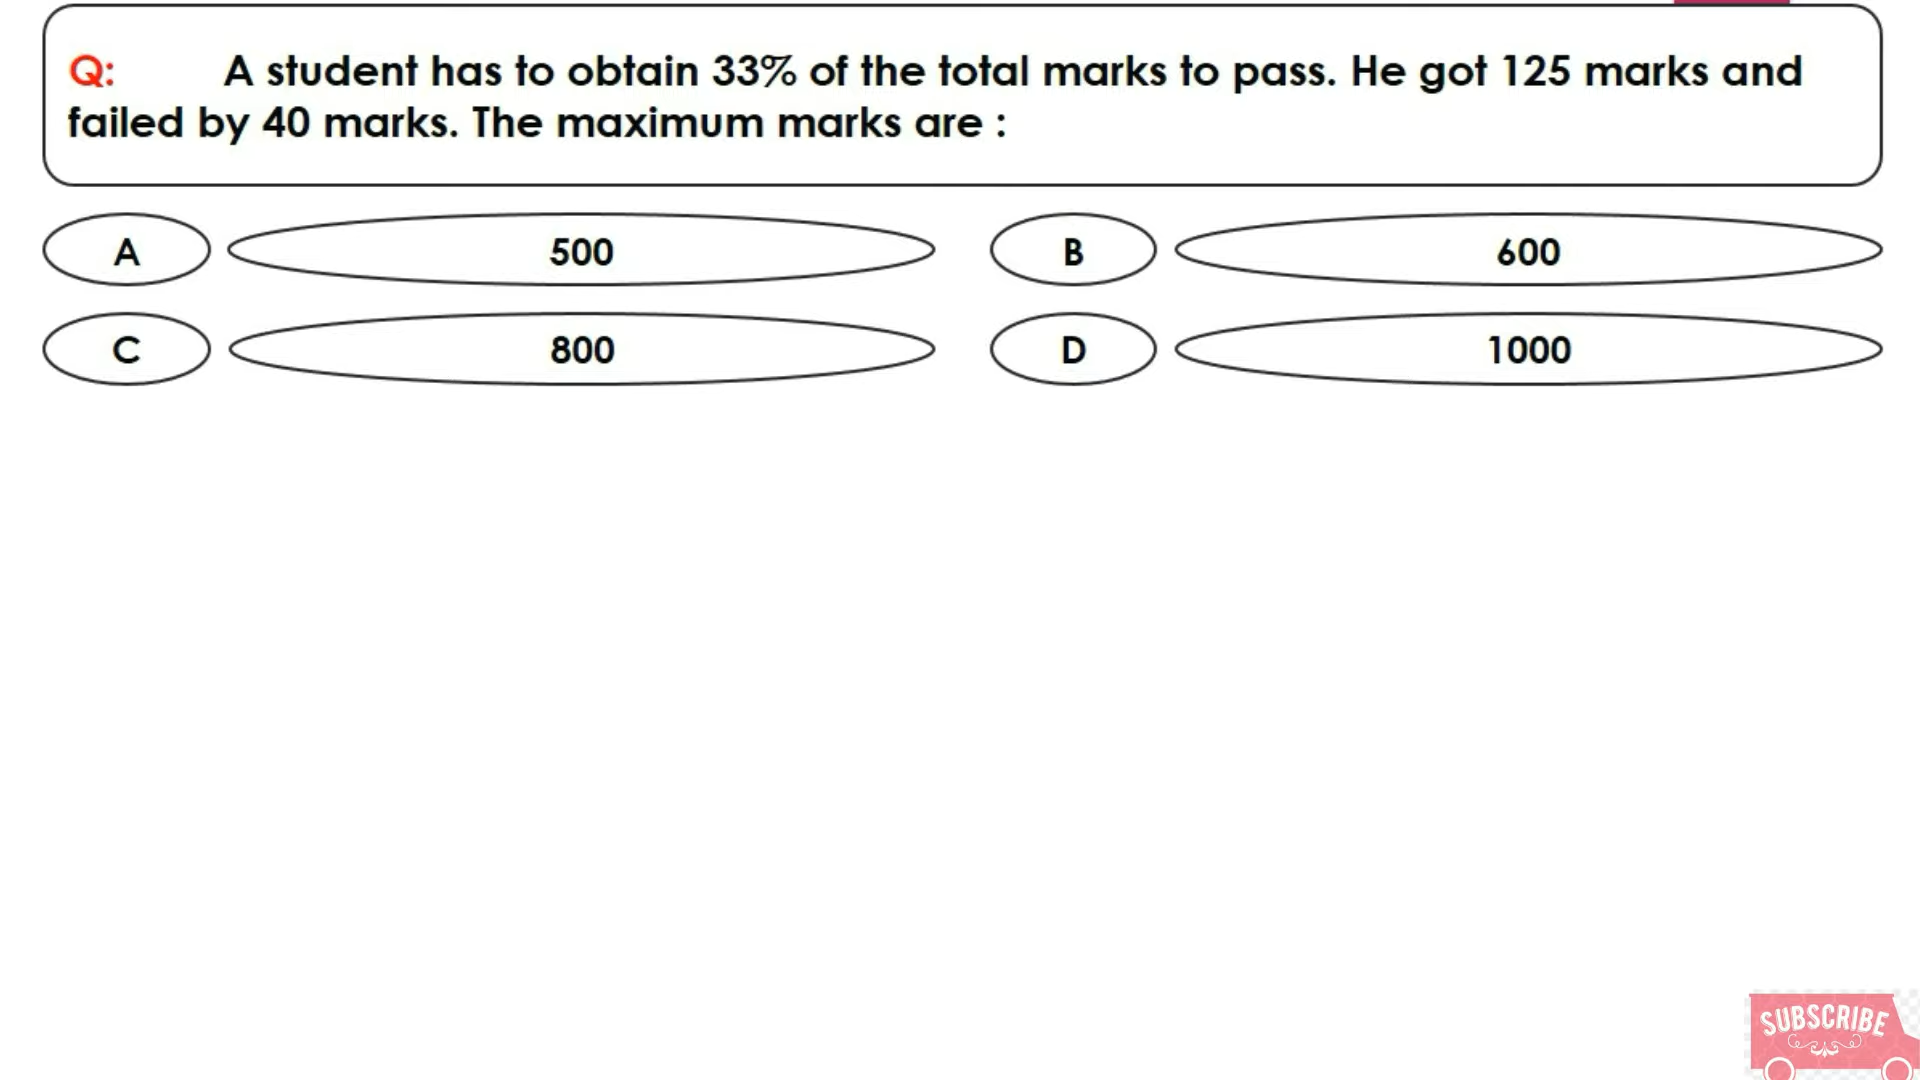 Q: A student has to obtain 33% of the total marks to pass. He got 125 marks and
failed by 40 marks. The maximum marks are :
A 500 B 600
C 800 D 1000
SUBSCRIBE